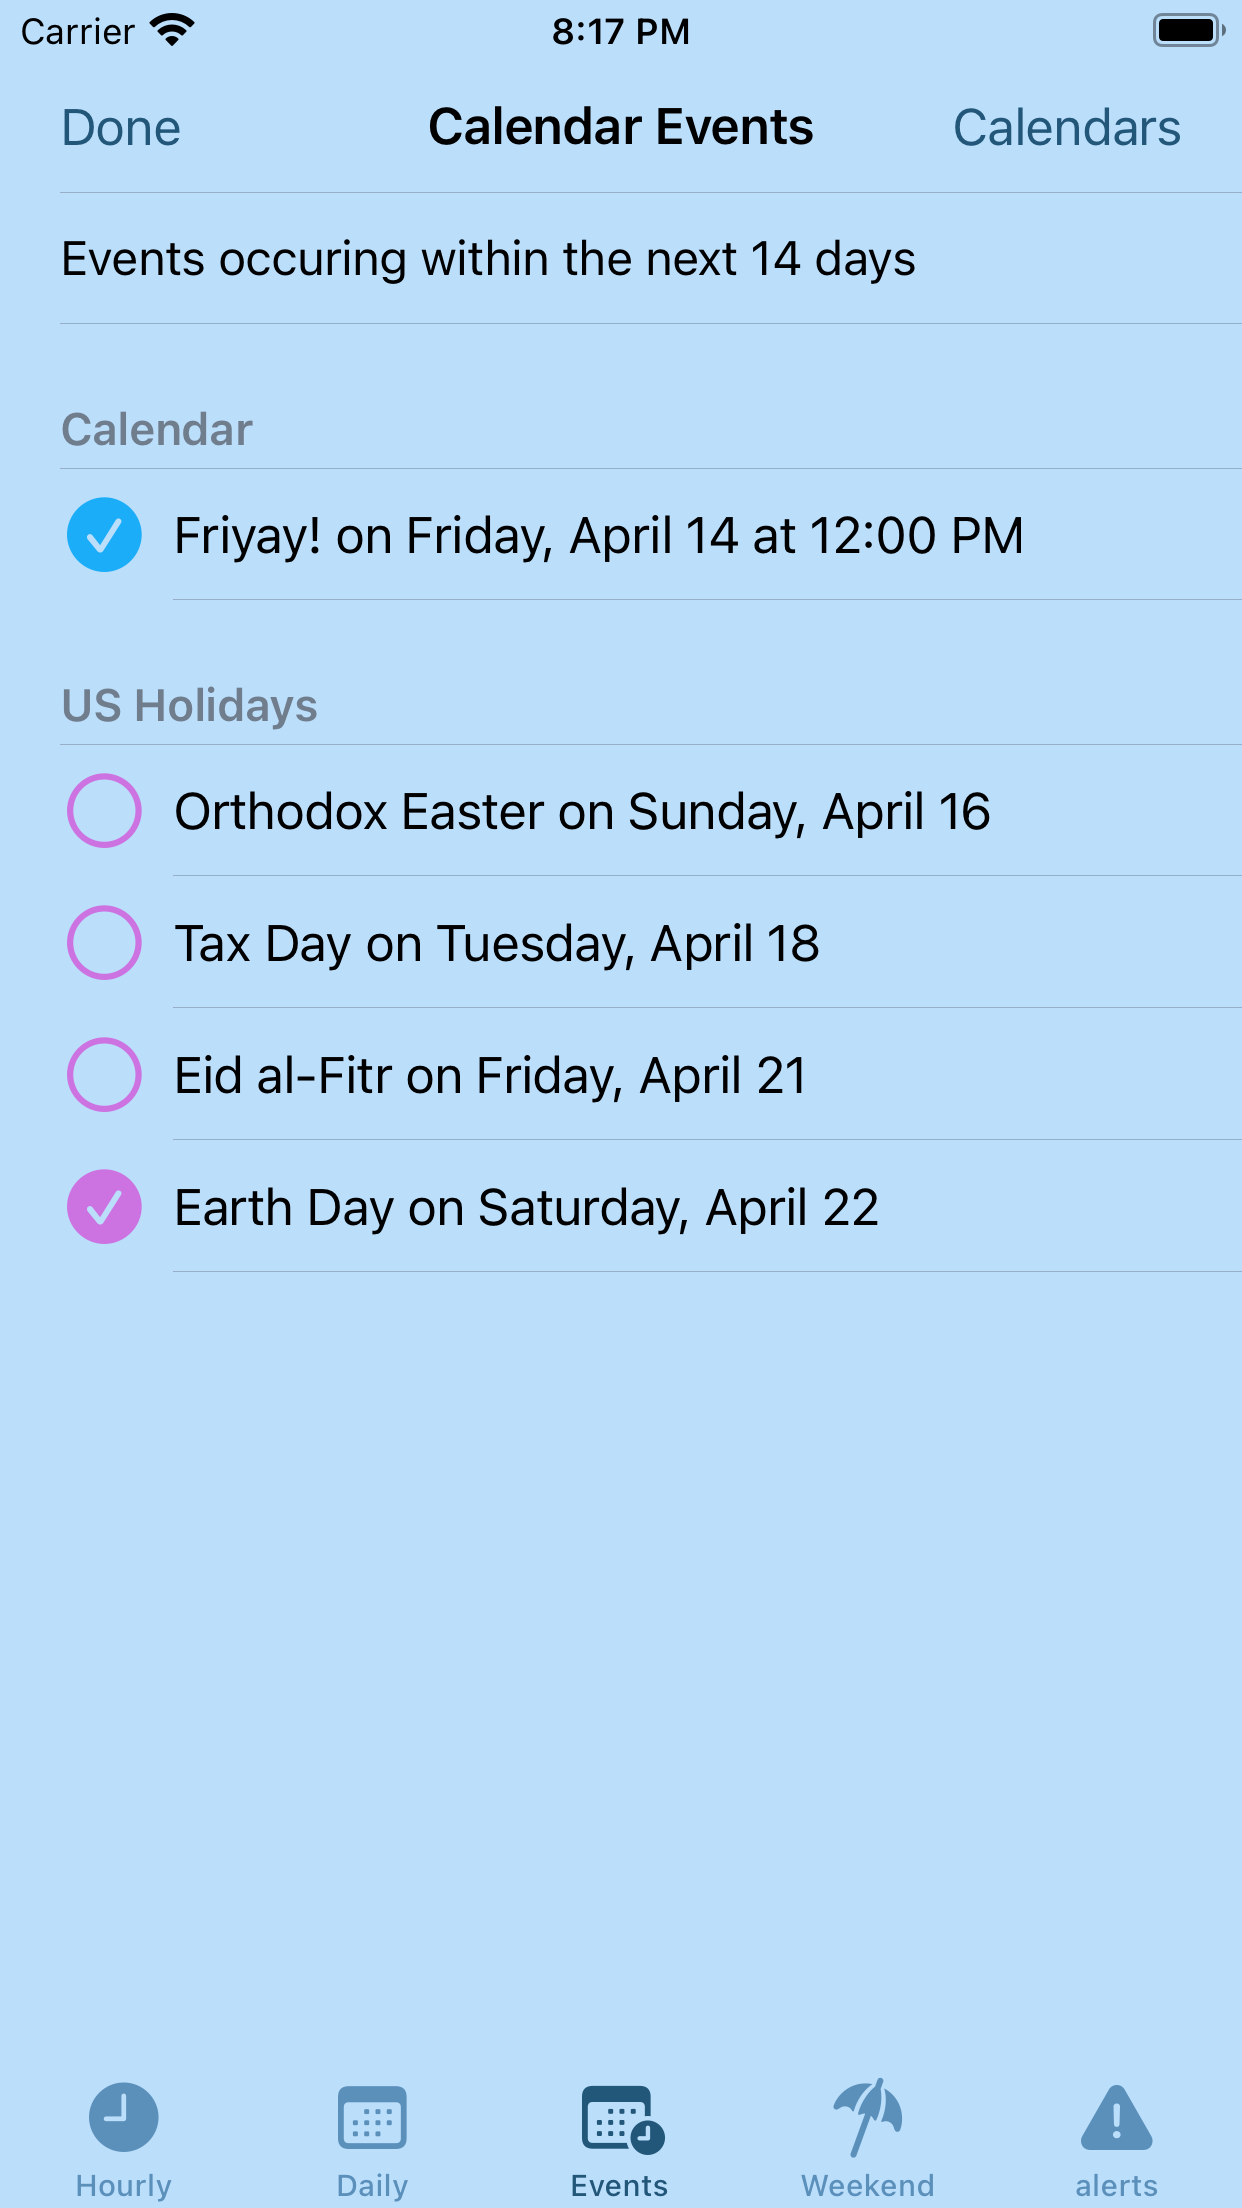 Carrier 8:17 PM
Done Calendar Events Calendars
Events occuring within the next 14 days
Calendar
Friyay! on Friday, April 14 at 12:00 PM
US Holidays
Orthodox Easter on Sunday, April 16
Tax Day on Tuesday, April 18
Eid al-Fitr on Friday, April 21
Earth Day on Saturday, April 22
Hourly Daily Events Weekend alerts